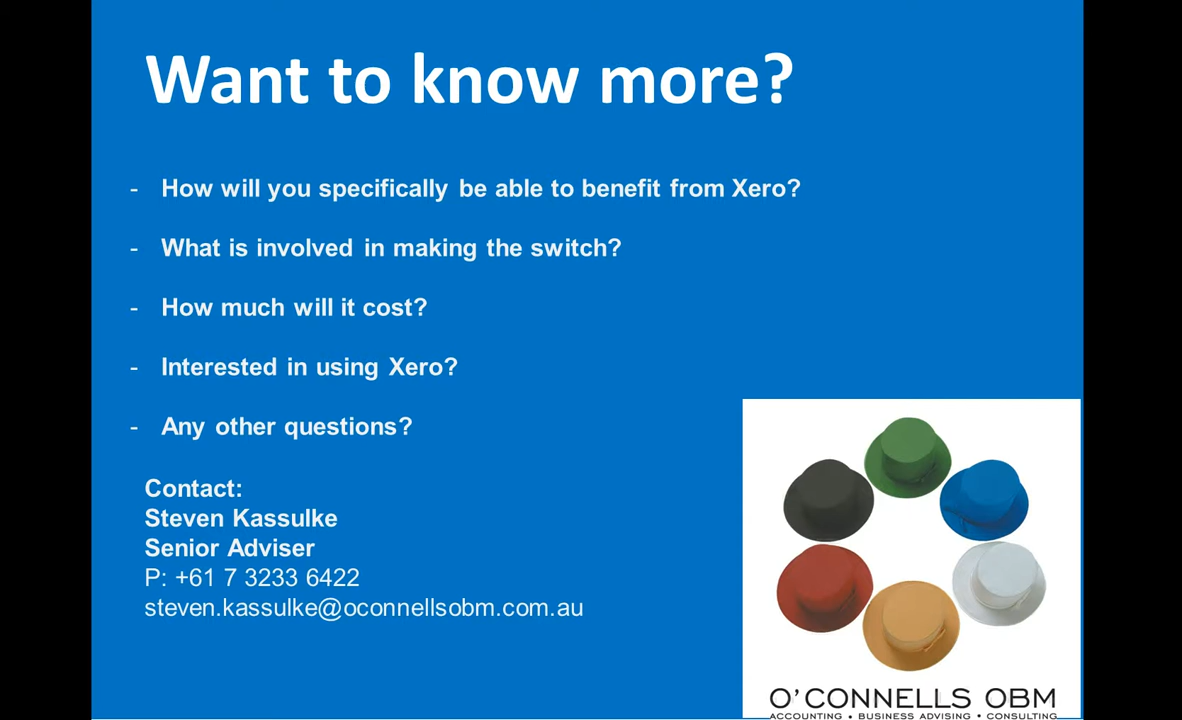 Want to know more?
- How will you specifically be able to benefit from Xero?
- What is involved in making the switch?
- How much will it cost?
- Interested in using Xero?
- Any other questions?
Contact:
Steven Kassulke
Senior Adviser
P: +61 7 3233 6422
steven.kassulke@oconnellsobm.com.au
O'CONNELLS OBM
ACCOUNTING • BUSINESS ADVISING • CONSULTING